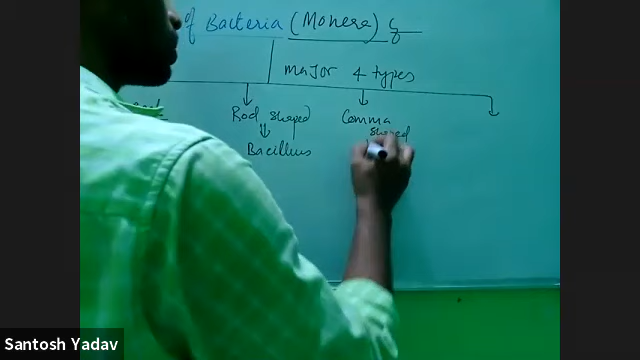 of Bacteria (Monera)
major 4 types
Rod shaped
Comma
shaped
Bacillus
Santosh Yadav